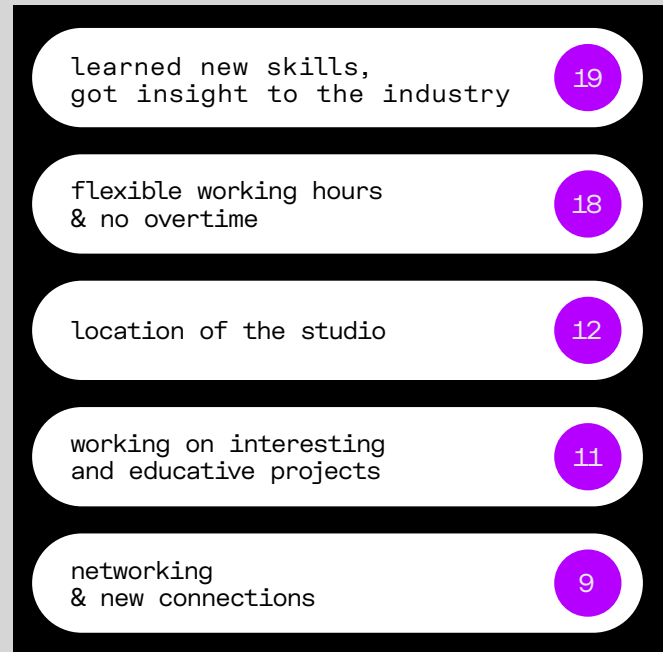 learned new skills,
got insight to the industry
19
flexible working hours
& no overtime
18
location of the studio
12
working on interesting
and educative projects
11
networking
& new connections
9